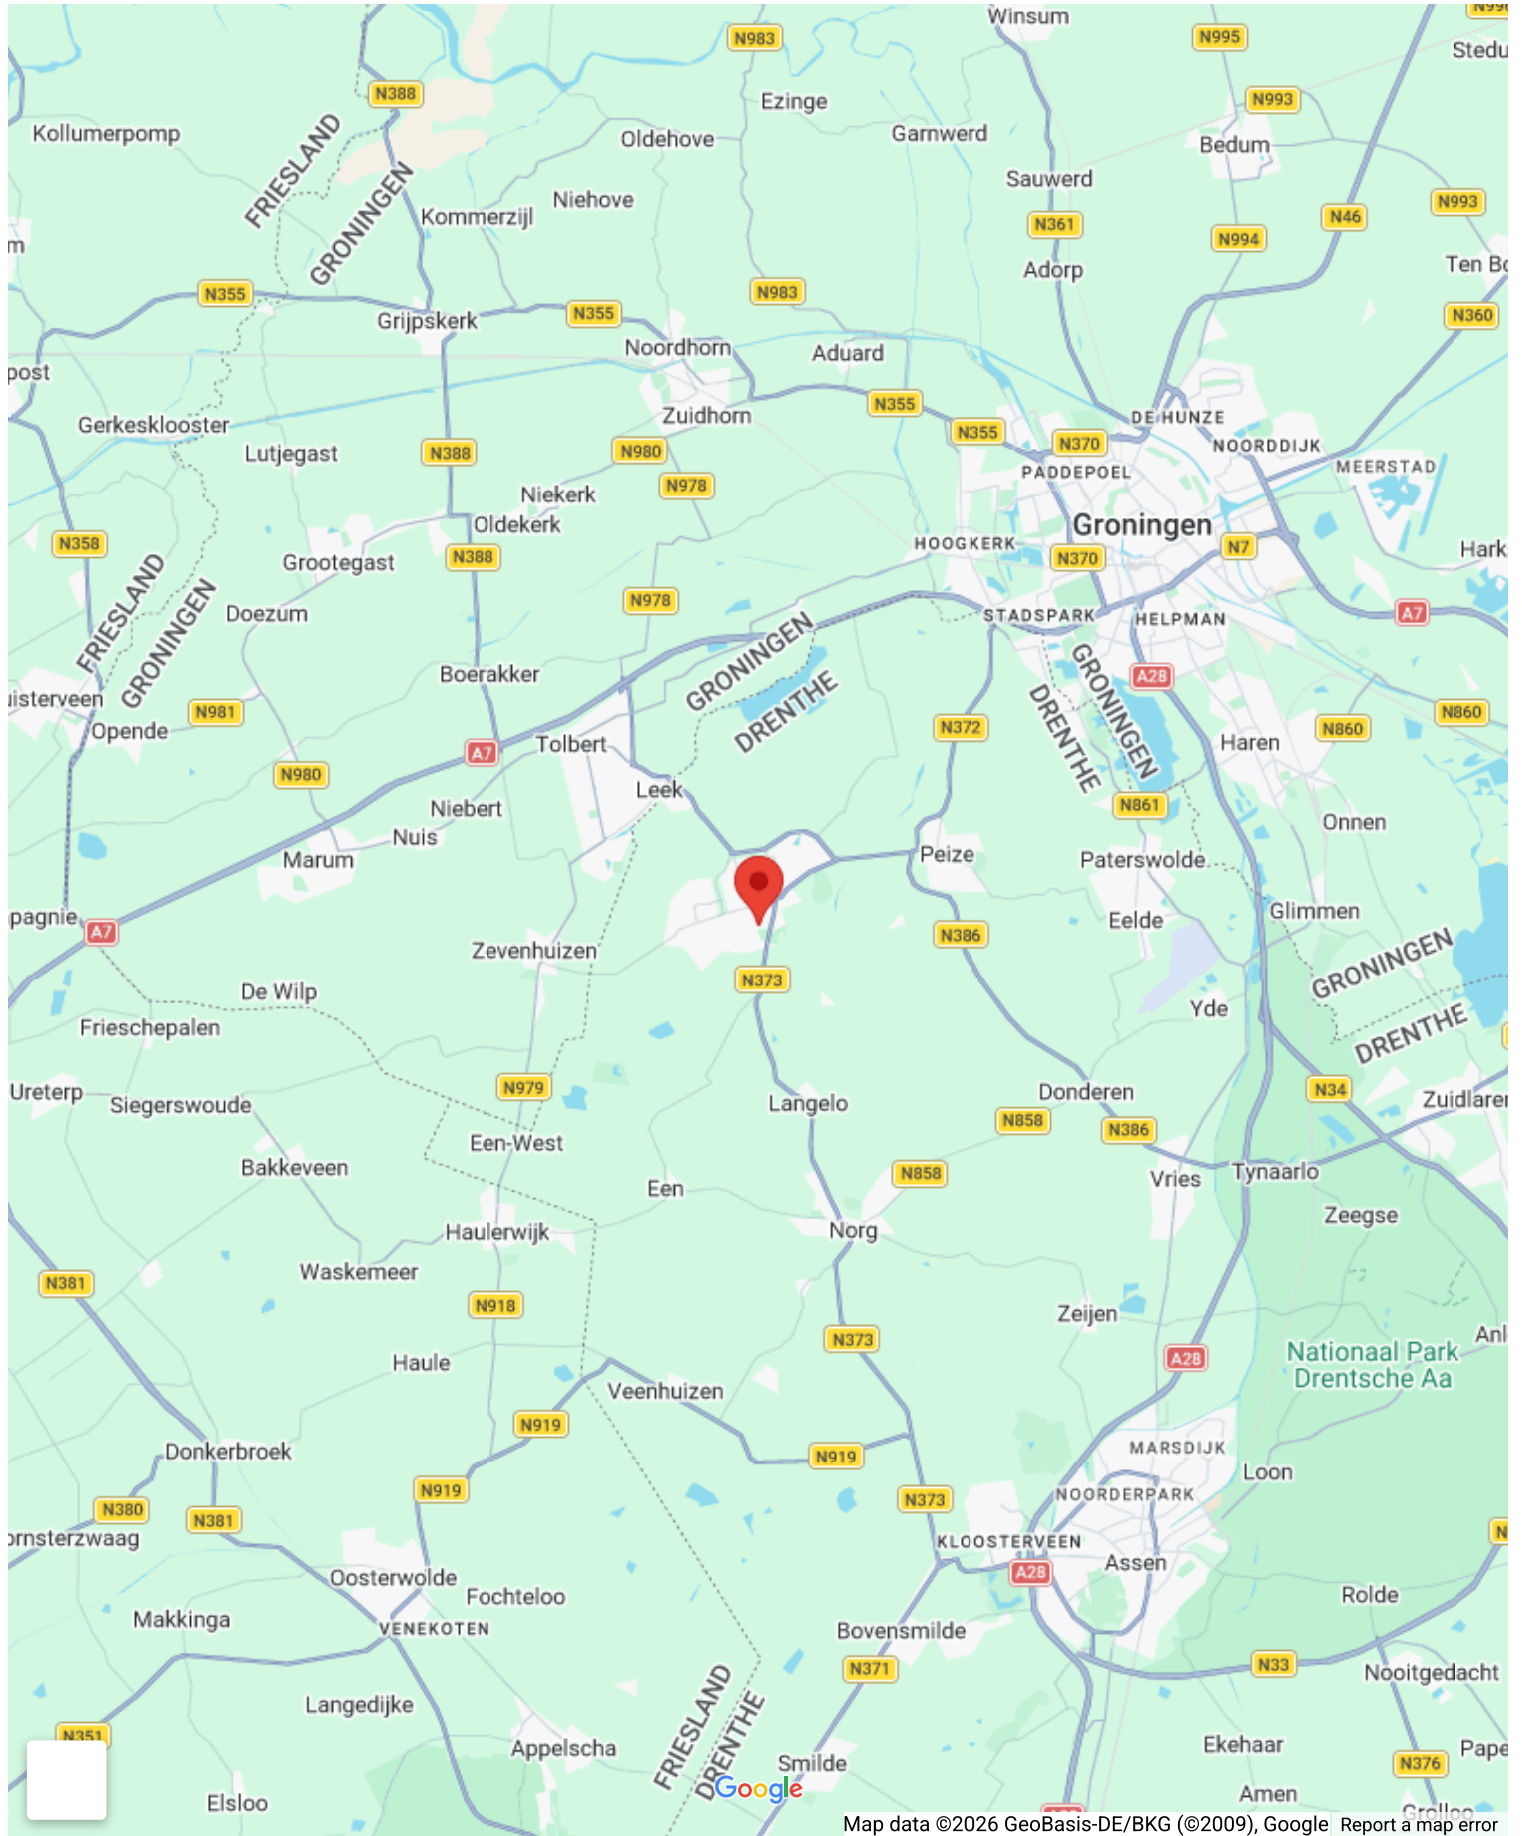 Winsum
N983
N995
Stedu
N388
Ezinge
N993
Kollumerpomp
Oldehove
Garnwerd
Bedum
FRIESLAND
GRONINGEN
Sauwerd
Niehove
N993
Kommerzijl
N46
N361
N994
m
Adorp
Ten Bo
N355
N983
N355
N360
Grijpskerk
Noordhorn
Aduard
post
N355
Zuidhorn
DE HUNZE
Gerkesklooster
N355
N370
NOORDDIJK
Lutjegast
N388
N980
PADDEPOEL
MEERSTAD
N978
Niekerk
Oldekerk
Groningen
N358
HOOGKERK
N7
Hark
Grootegast
N388
N370
FRIESLAND
GRONINGEN
N978
Doezum
STADSPARK
HELPMAN
A7
GRONINGEN
DRENTHE
Boerakker
A28
GRONINGEN
DRENTHE
uisterveen
N981
N372
N860
N860
Opende
Tolbert
Haren
A7
N980
Leek
N861
Niebert
Onnen
Nuis
Marum
Peize
Paterswolde
pagnie
Glimmen
Eelde
A7
N386
Zevenhuizen
GRONINGEN
DRENTHE
N373
De Wilp
Yde
Frieschepalen
Ureterp
N979
Donderen
N34
Siegerswoude
Langelo
Zuidlaren
N858
N386
Een-West
Bakkeveen
N858
Vries
Tynaarlo
Een
Zeegse
Haulerwijk
Norg
Waskemeer
N381
N918
Zeijen
N373
Anl
Nationaal Park
Drentsche Aa
Haule
A28
Veenhuizen
N919
Donkerbroek
N919
MARSDIJK
Loon
N919
NOORDERPARK
N373
N380
N381
N
ornsterzwaag
KLOOSTERVEEN
Assen
A28
Oosterwolde
Fochteloo
Rolde
Makkinga
VENEKOTEN
Bovensmilde
N371
N33
Nooitgedacht
FRIESLAND
DRENTHE
Langedijke
N351
Appelscha
Ekehaar
Pape
Smilde
N376
Google
Elsloo
Amen
Grolloo
Map data ©2026 GeoBasis-DE/BKG (©2009), Google
Report a map error